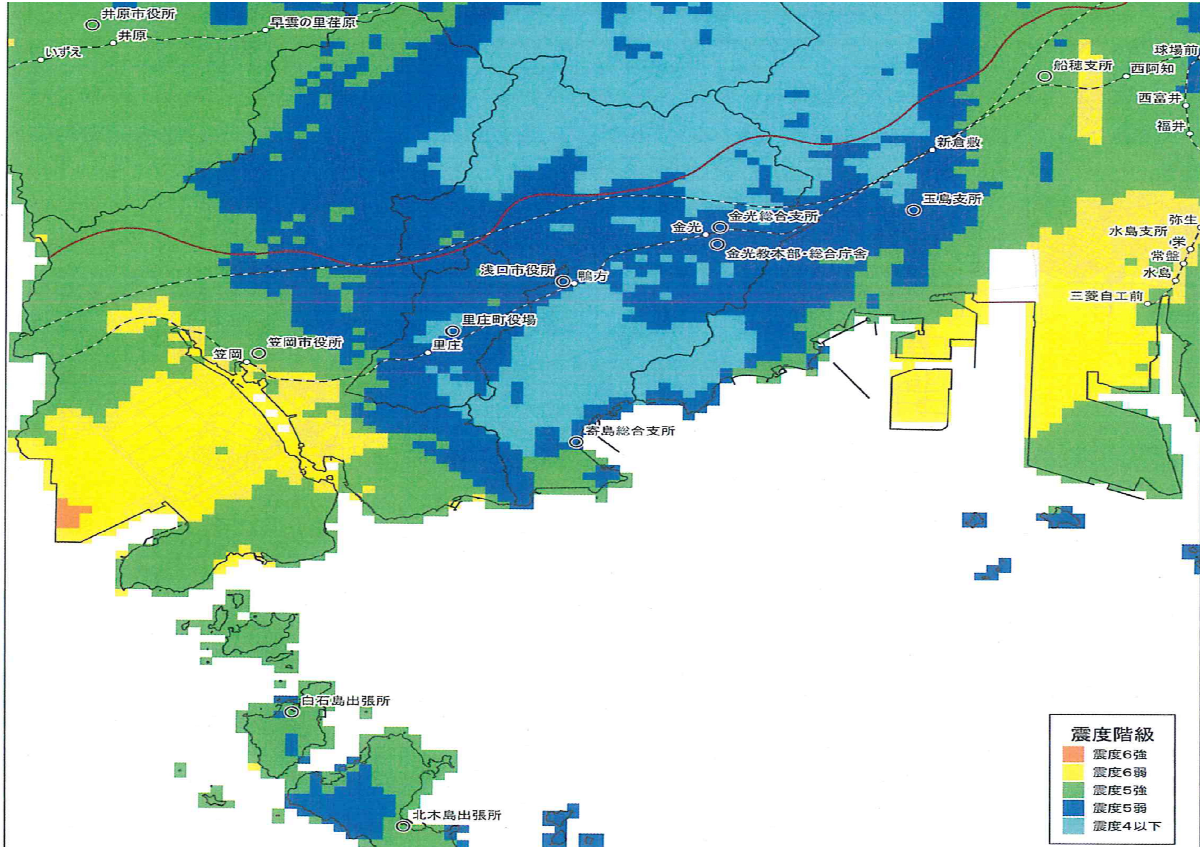 井原市役所
井原
いずえ
早雲の里荏原
球場前
船穂支所
西阿知
西富井
福井
新倉敷
玉島支所
弥生
水島支所
栄
常盤
水島
三菱自工前
金光総合支所
金光
金光教本部・総合庁舎
浅口市役所
鴨方
里庄町役場
里庄
笠岡市役所
笠岡
寄島総合支所
白石島出張所
北木島出張所
震度階級
震度6強
震度6弱
震度5強
震度5弱
震度4以下